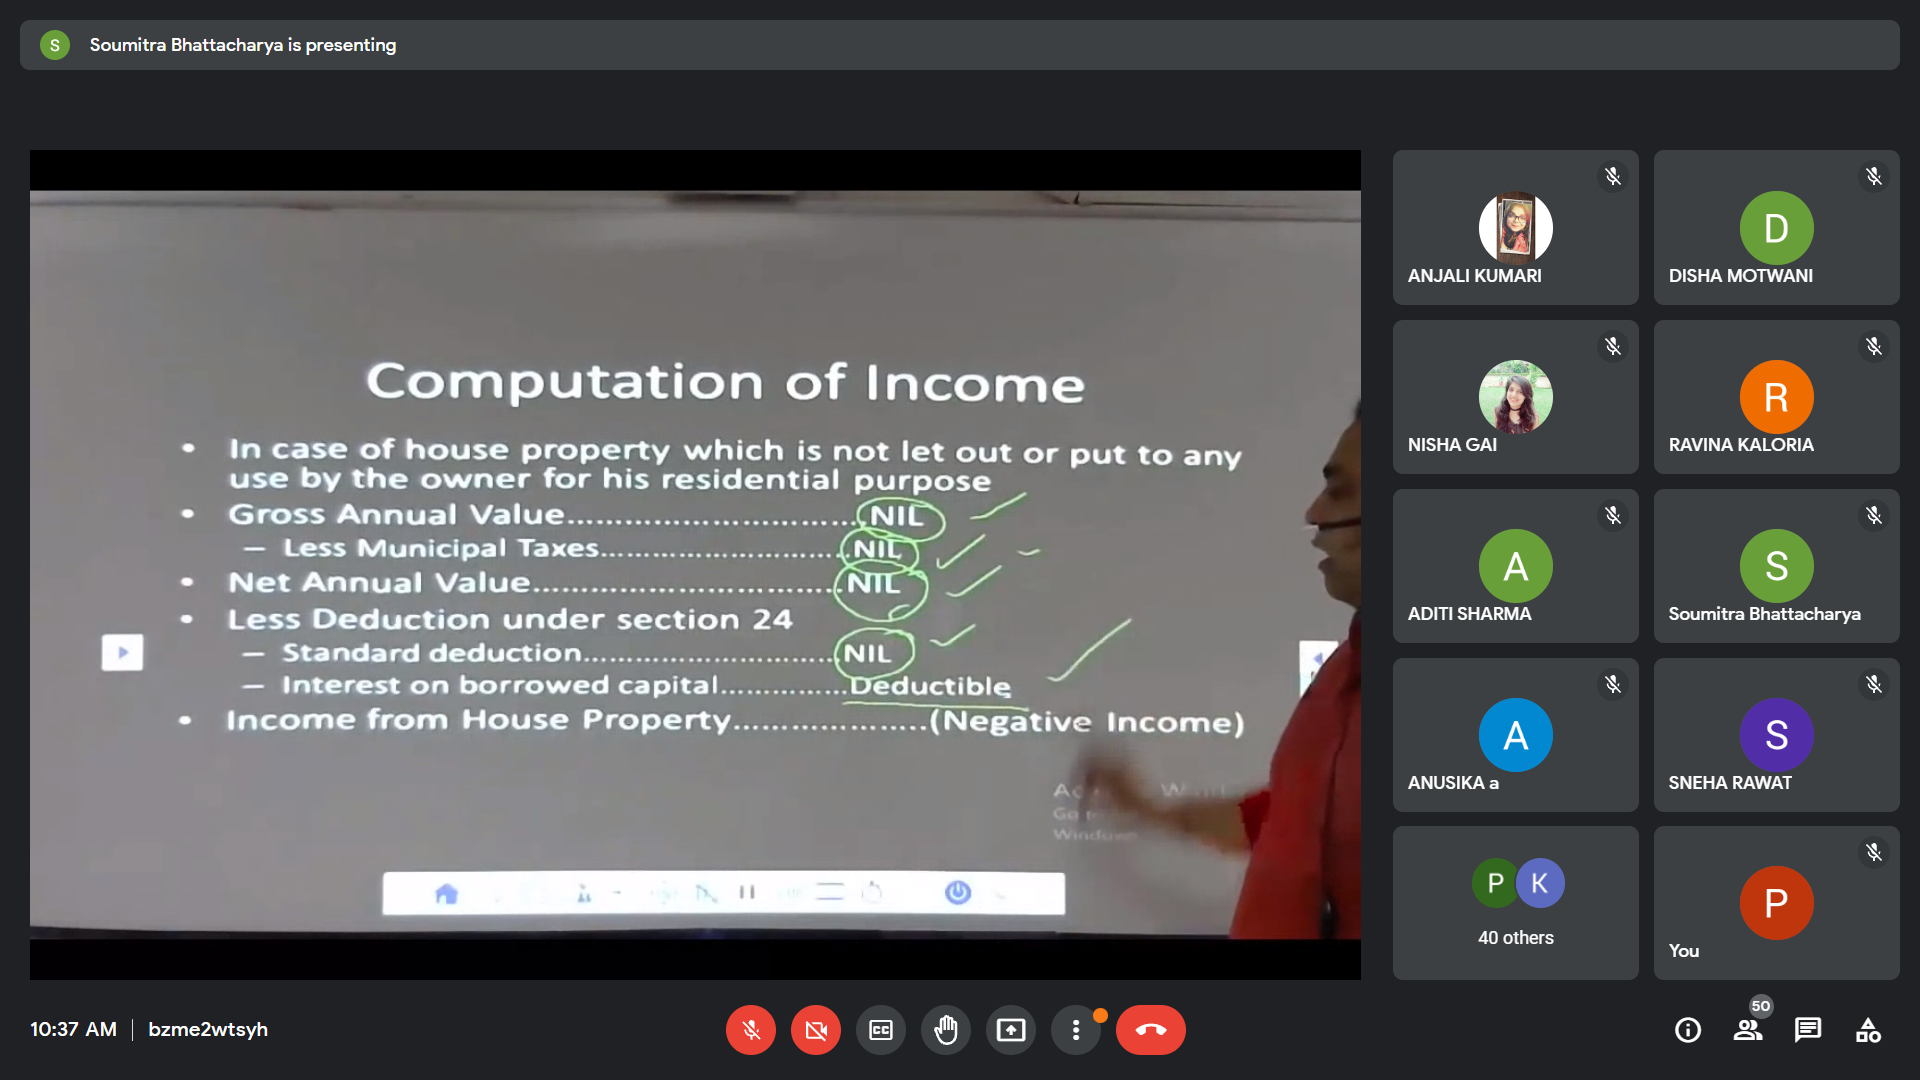 S Soumitra Bhattacharya is presenting
Computation of Income
• In case of house property which is not let out or put to any
use by the owner for his residential purpose
• Gross Annual Value..............................NIL
– Less Municipal Taxes.........................NIL
• Net Annual Value...............................NIL
• Less Deduction under section 24
– Standard deduction..........................NIL
– Interest on borrowed capital..............Deductible
• Income from House Property....................(Negative Income)
Windows
ANJALI KUMARI
D
DISHA MOTWANI
NISHA GAI
R
RAVINA KALORIA
A
ADITI SHARMA
S
Soumitra Bhattacharya
A
ANUSIKA a
S
SNEHA RAWAT
P K
40 others
P
You
10:37 AM | bzme2wtsyh
CC
50